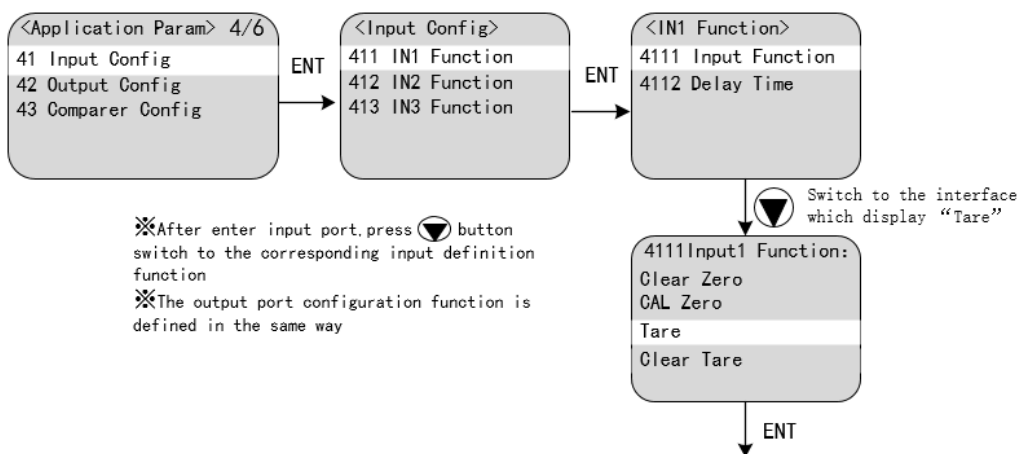 <Application Param> 4/6
41 Input Config
42 Output Config
43 Comparer Config
ENT
<Input Config>
411 IN1 Function
412 IN2 Function
413 IN3 Function
ENT
<IN1 Function>
4111 Input Function
4112 Delay Time
Switch to the interface
which display “Tare”
※After enter input port, press ▼ button
switch to the corresponding input definition
function
※The output port configuration function is
defined in the same way
4111Input1 Function:
Clear Zero
CAL Zero
Tare
Clear Tare
ENT